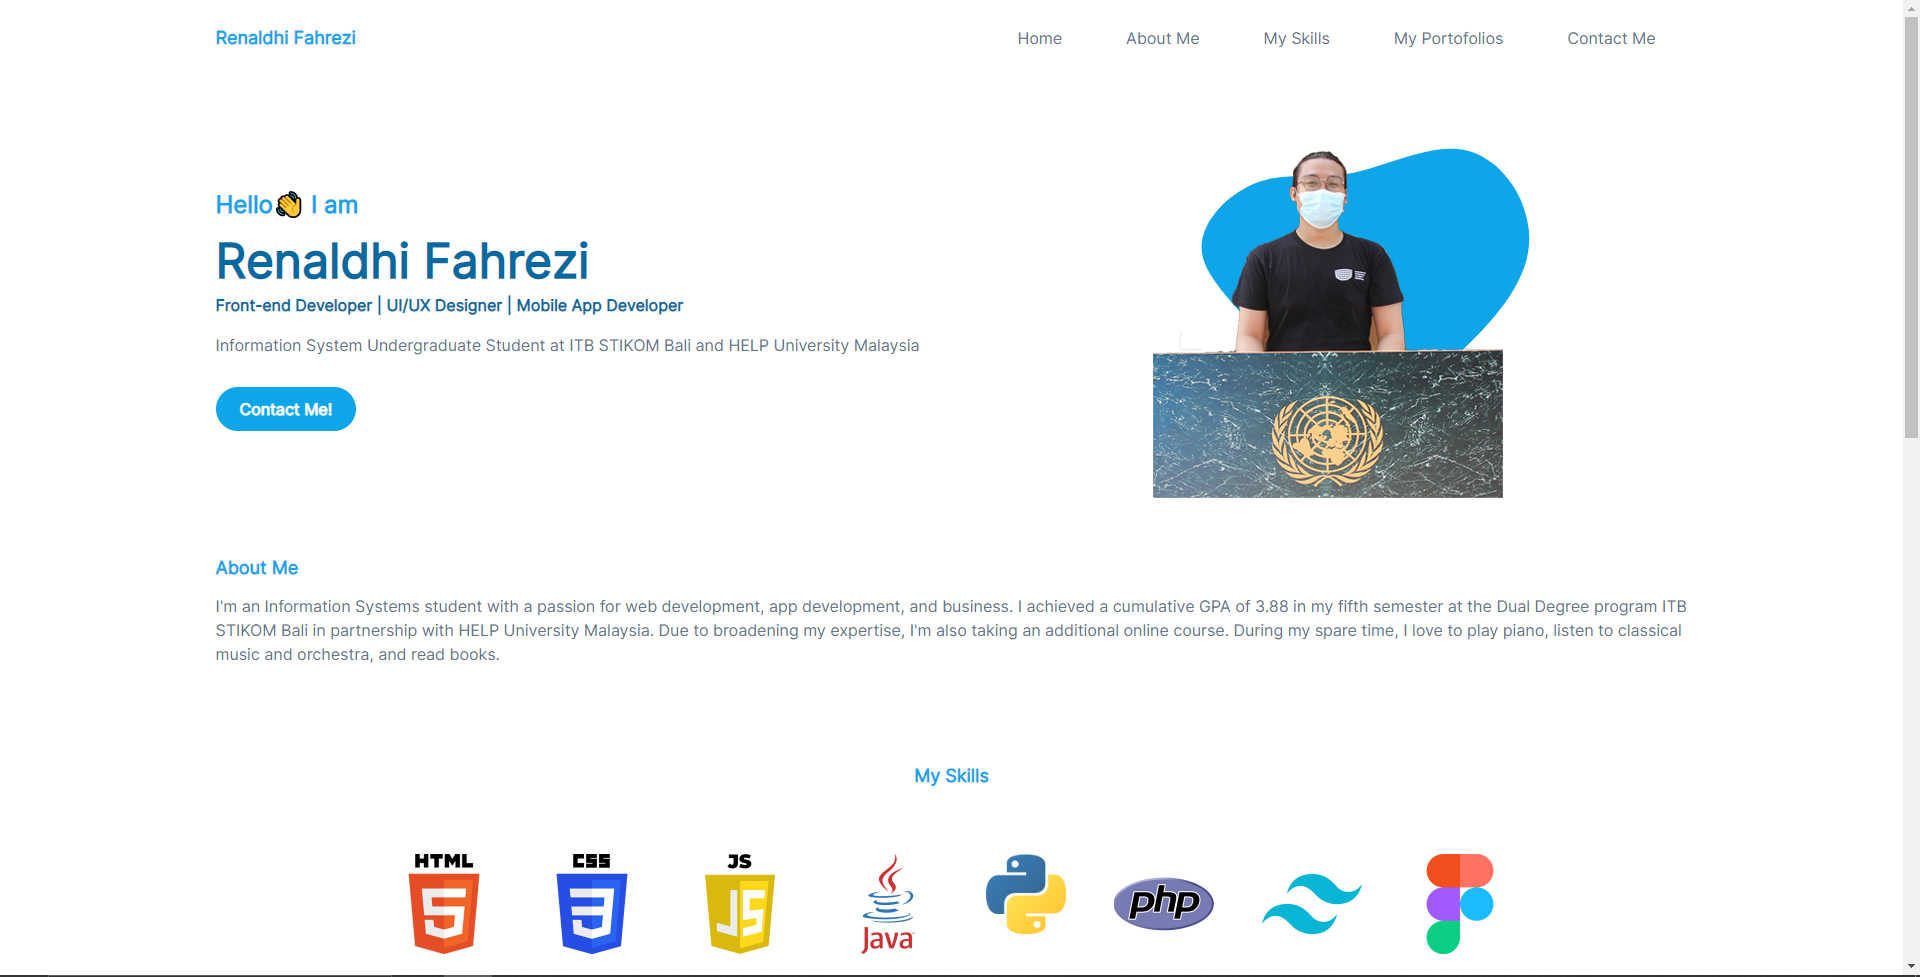 Renaldhi Fahrezi
Home
About Me
My Skills
My Portofolios
Contact Me
Hello👋 I am
Renaldhi Fahrezi
Front-end Developer | UI/UX Designer | Mobile App Developer
Information System Undergraduate Student at ITB STIKOM Bali and HELP University Malaysia
Contact Me!
About Me
I'm an Information Systems student with a passion for web development, app development, and business. I achieved a cumulative GPA of 3.88 in my fifth semester at the Dual Degree program ITB
STIKOM Bali in partnership with HELP University Malaysia. Due to broadening my expertise, I'm also taking an additional online course. During my spare time, I love to play piano, listen to classical
music and orchestra, and read books.
My Skills
HTML
CSS
JS
5
3
JS
Java
php